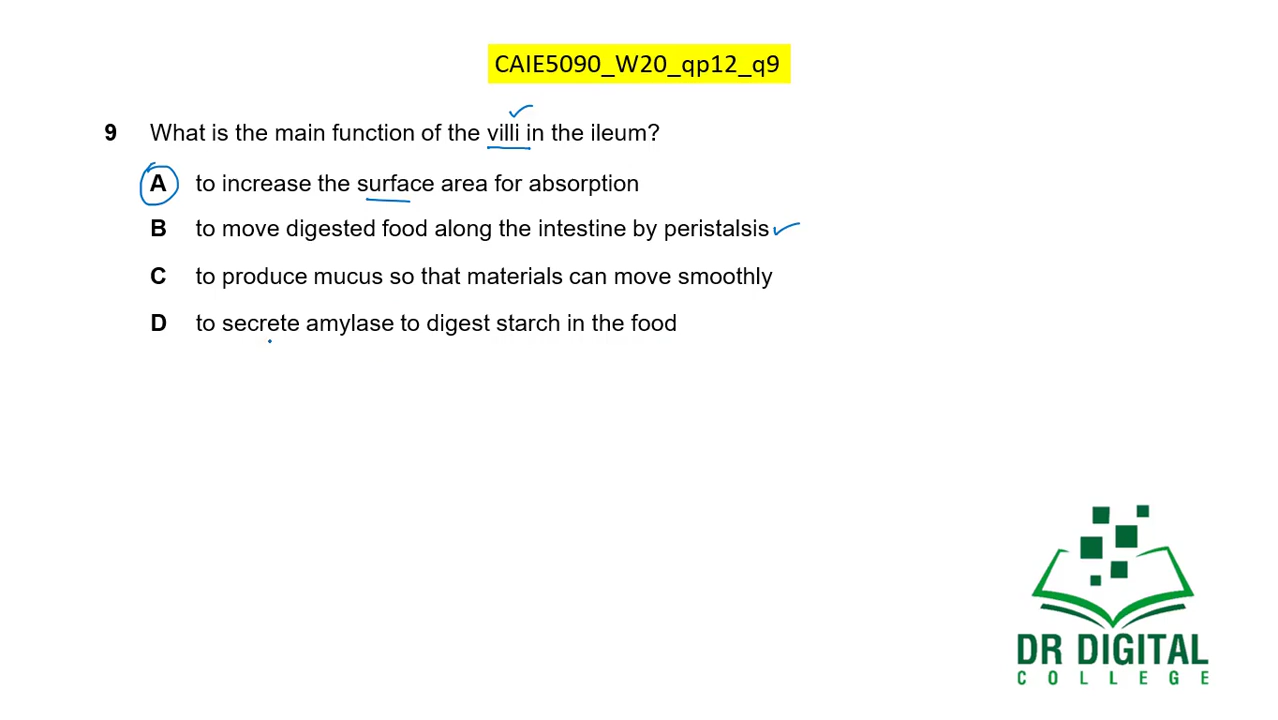 CAIE5090_W20_qp12_q9
9 What is the main function of the villi in the ileum?
A to increase the surface area for absorption
B to move digested food along the intestine by peristalsis
C to produce mucus so that materials can move smoothly
D to secrete amylase to digest starch in the food
DR DIGITAL
COLLEGE